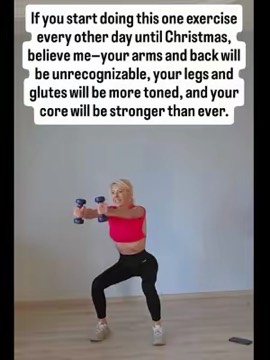 If you start doing this one exercise
every other day until Christmas,
believe me—your arms and back will
be unrecognizable, your legs and
glutes will be more toned, and your
core will be stronger than ever.